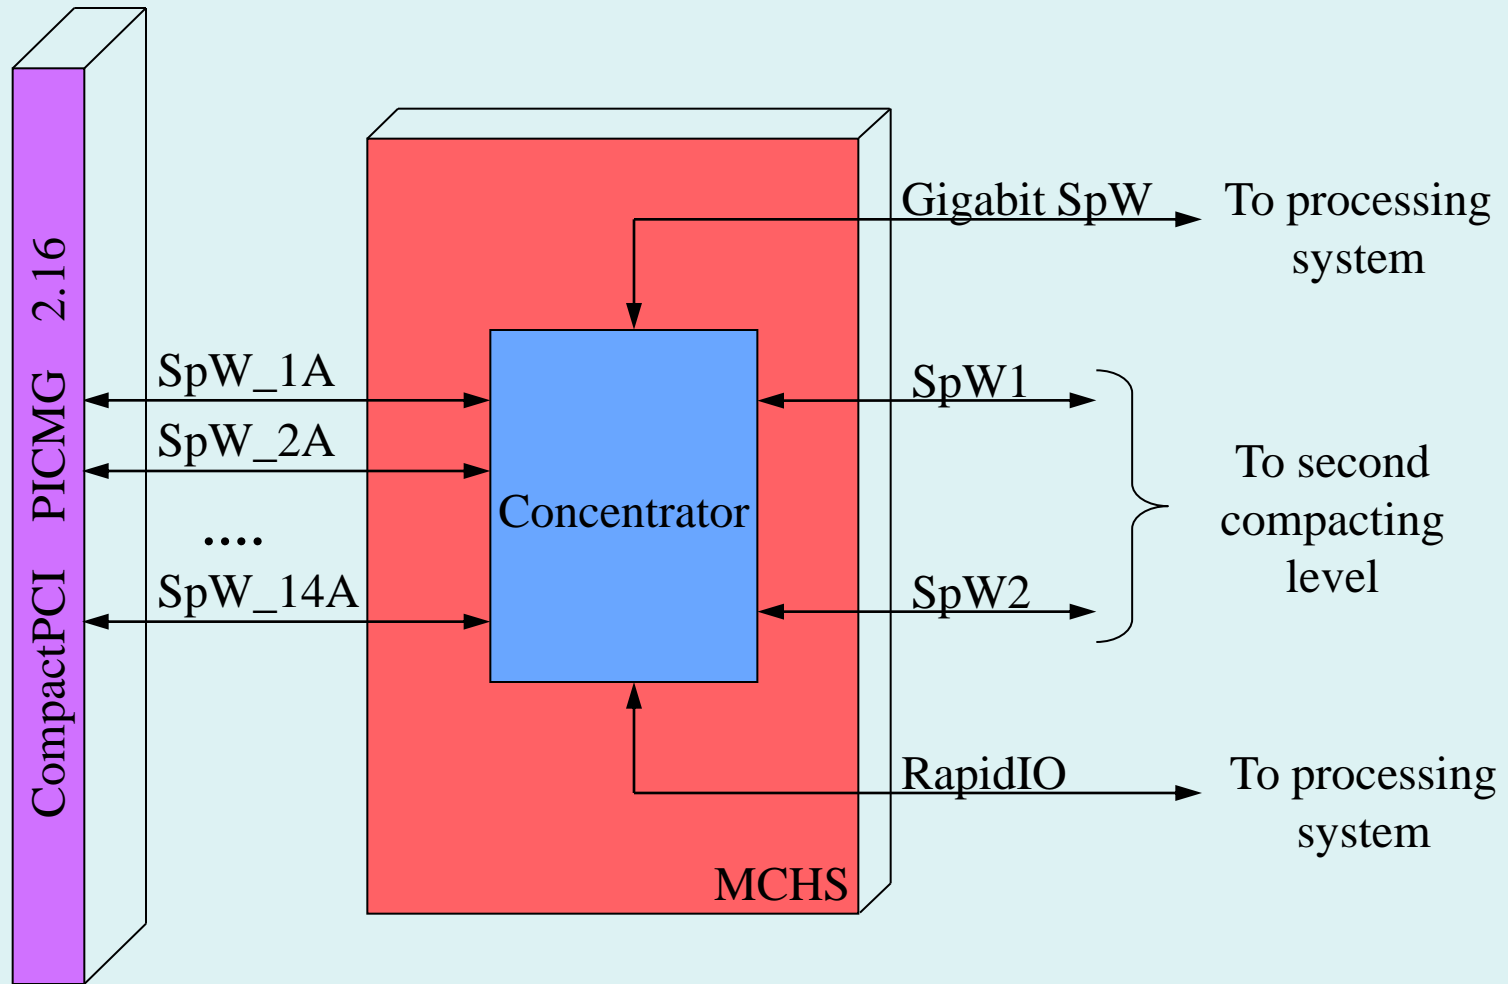 CompactPCI PICMG 2.16
SpW_1A
SpW_2A
....
SpW_14A
Concentrator
MCHS
Gigabit SpW
To processing
system
SpW1
SpW2
To second
compacting
level
RapidIO
To processing
system